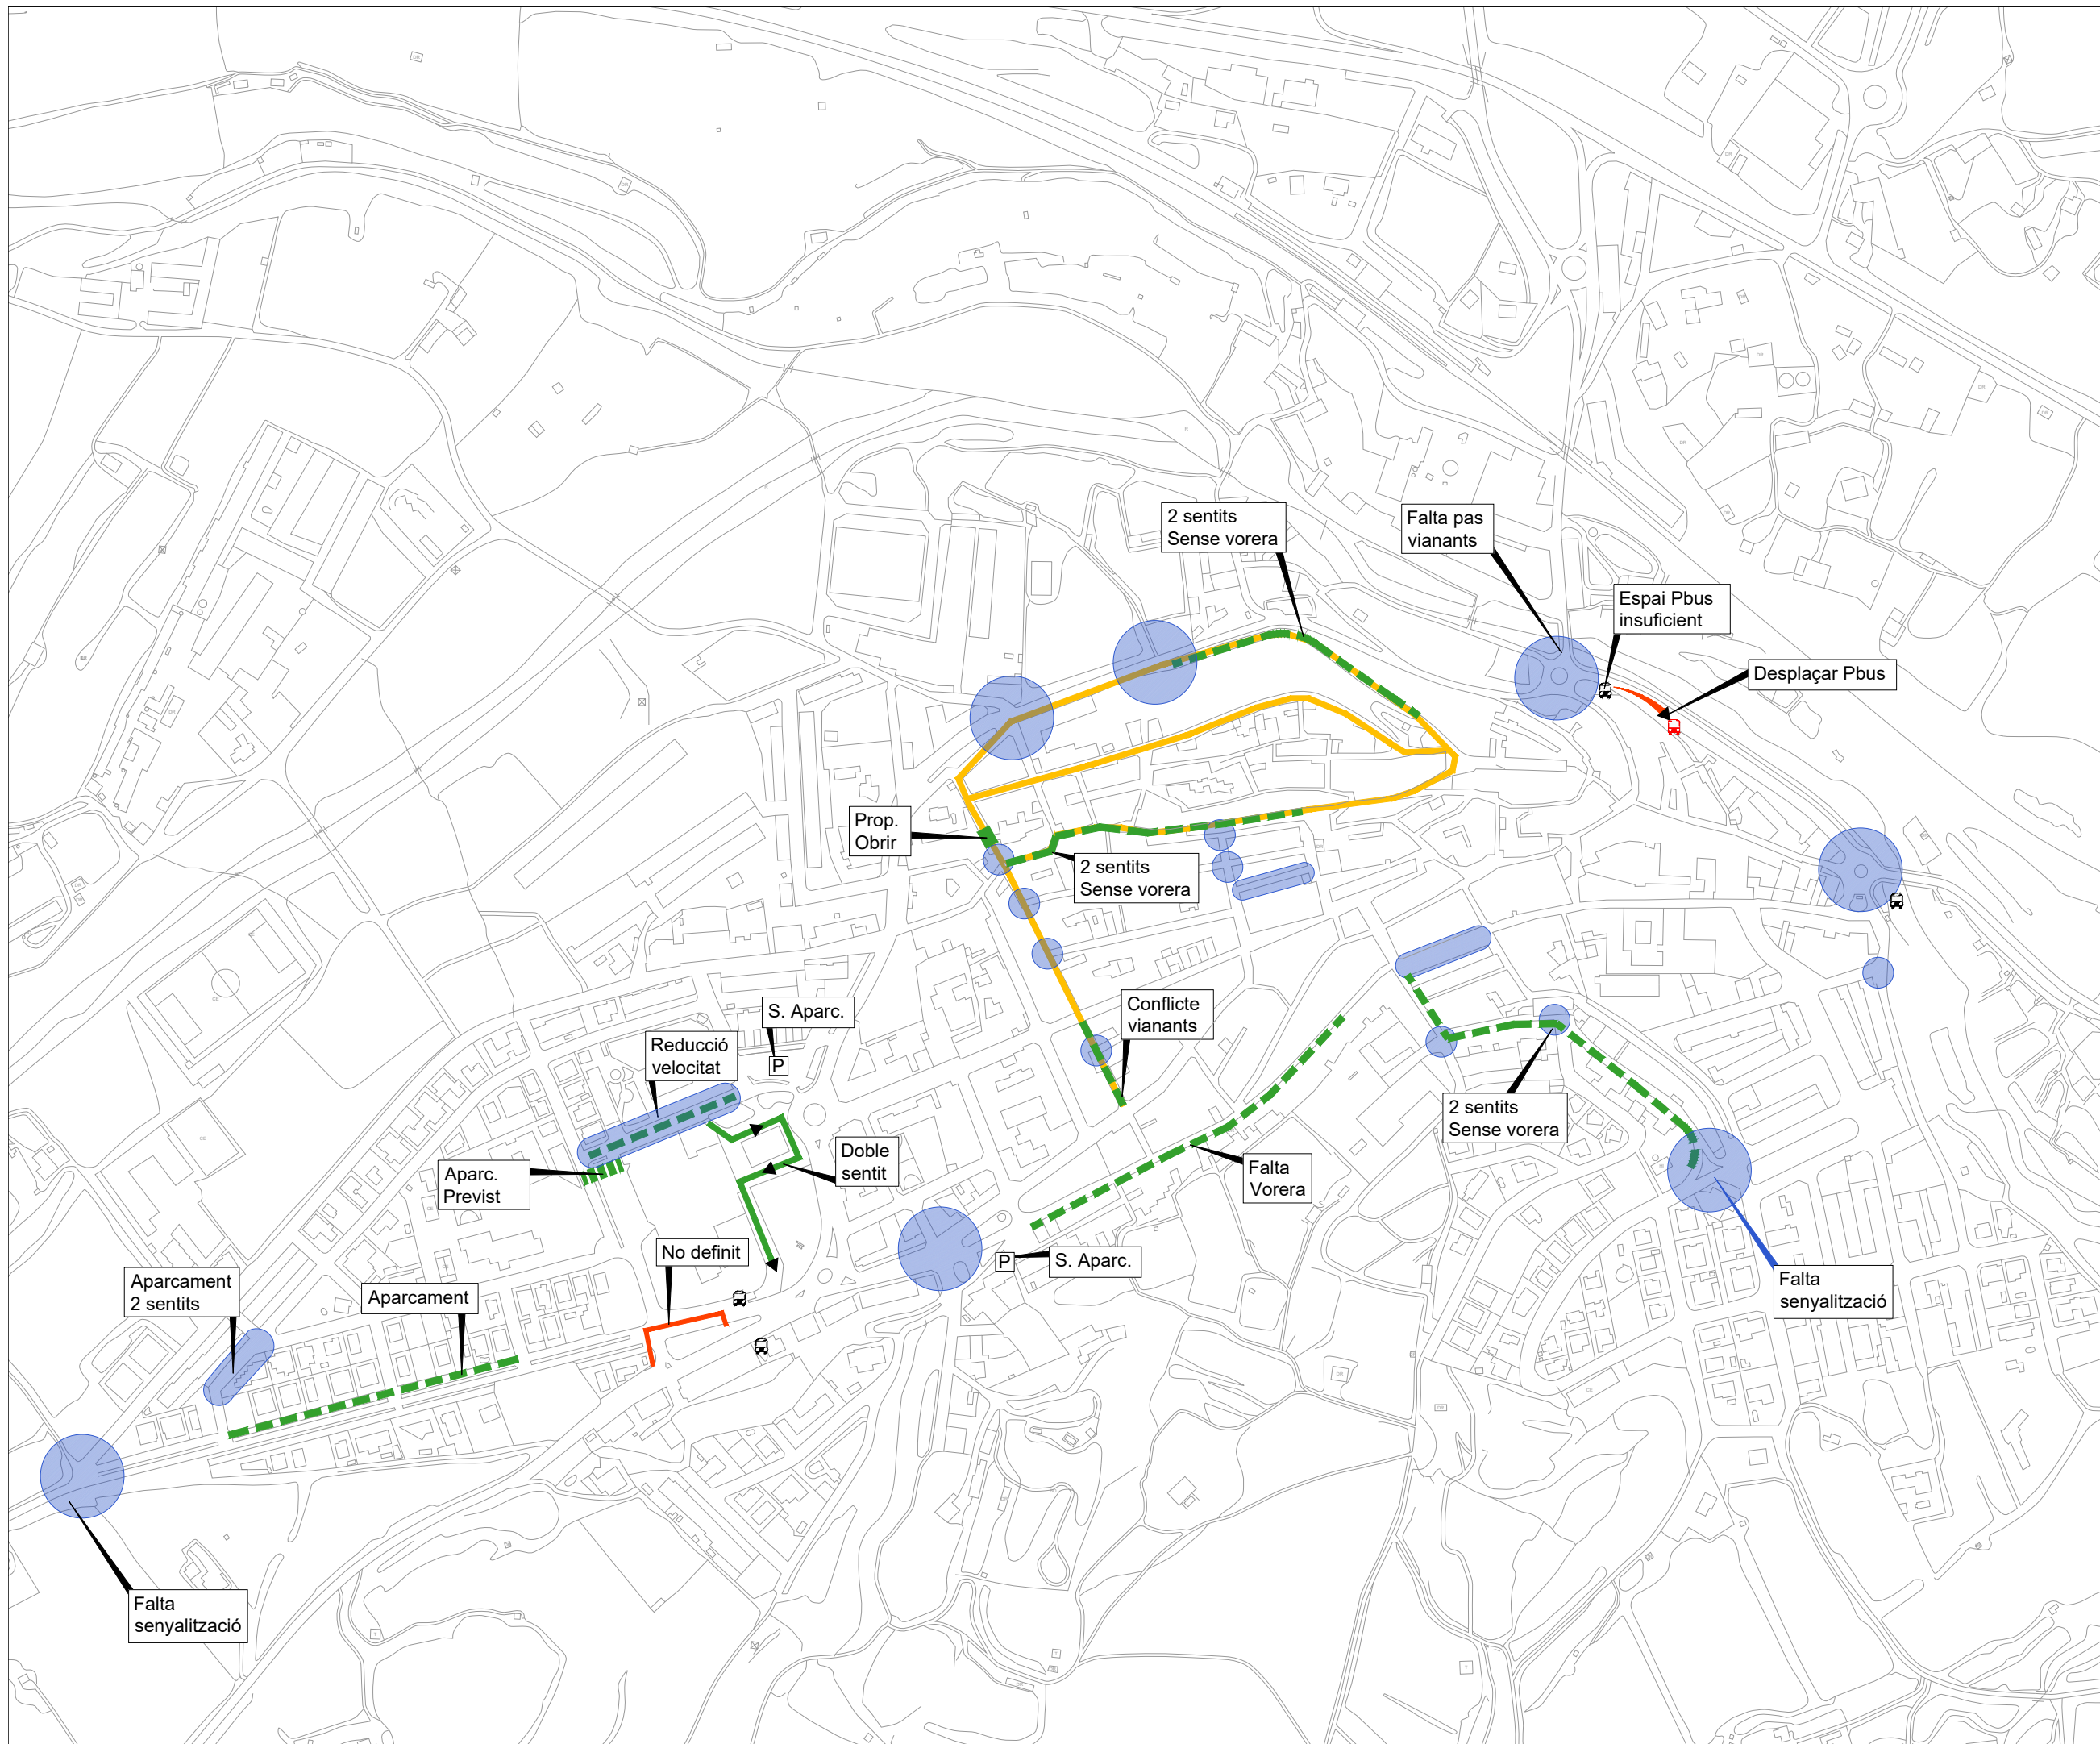 2 sentits
Sense vorera
Falta pas
vianants
Espai Pbus
insuficient
Desplaçar Pbus
Prop.
Obrir
2 sentits
Sense vorera
Conflicte
vianants
S. Aparc.
P
Reducció
velocitat
2 sentits
Sense vorera
Doble
sentit
Aparc.
Previst
Falta
Vorera
No definit
P
S. Aparc.
Aparcament
2 sentits
Aparcament
Falta
senyalització
Falta
senyalització